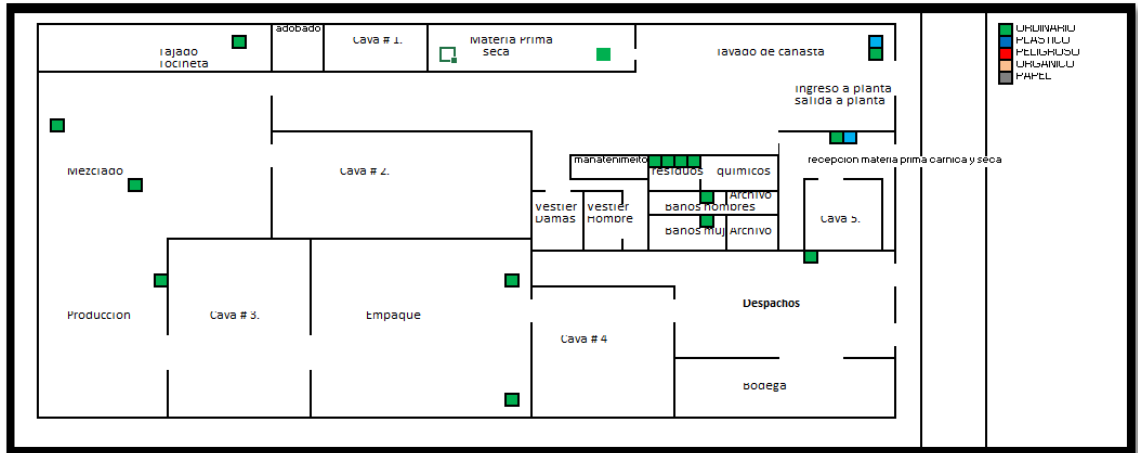 adobado
Tajado
Tocineta
Cava # 1.
Materia Prima
seca
lavado de canasta
ORDINARIO
PLASTICO
PELIGROSO
ORGANICO
PAPEL
ingreso a planta
salida a planta
Mezclado
Cava # 2.
manatenimeito
residuos
quimicos
recepcion materia prima carnica y seca
Vestier
Damas
Vestier
Hombre
Archivo
Baños hombres
Baños muj
Archivo
Cava 5.
Produccion
Cava # 3.
Empaque
Despachos
Cava # 4
Bodega